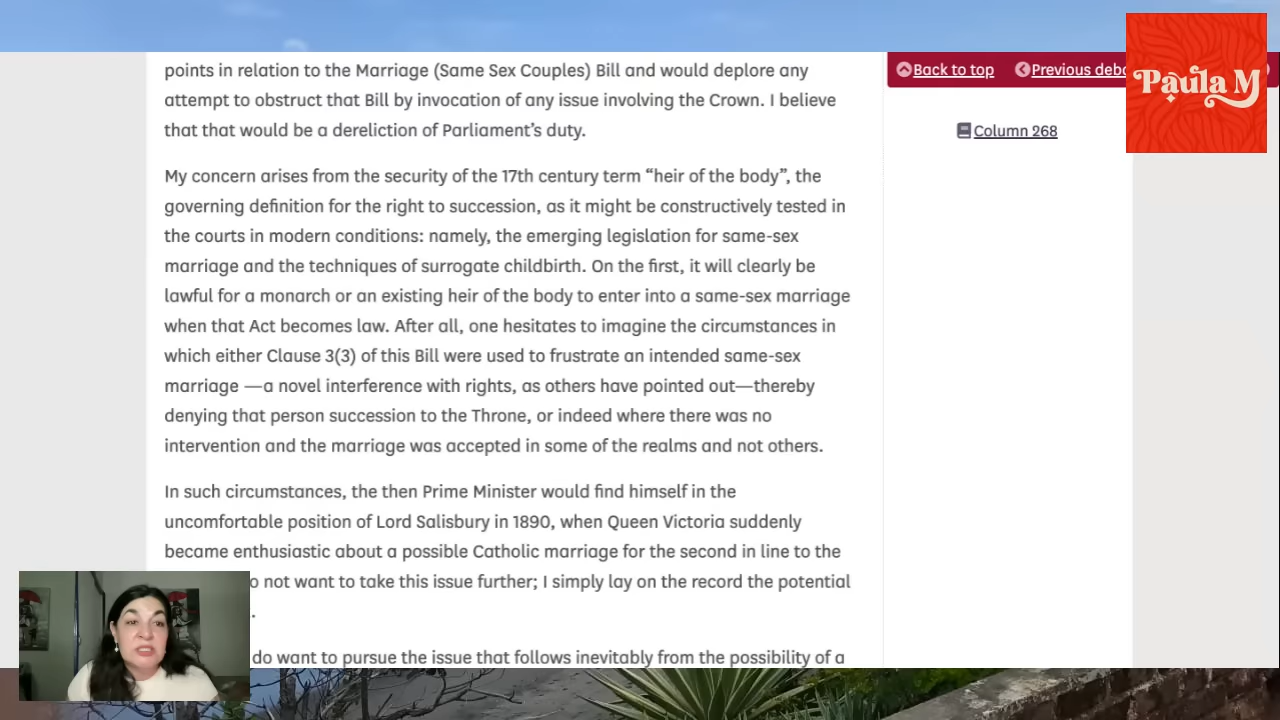 points in relation to the Marriage (Same Sex Couples) Bill and would deplore any
attempt to obstruct that Bill by invocation of any issue involving the Crown. I believe
that that would be a dereliction of Parliament’s duty.
My concern arises from the security of the 17th century term “heir of the body”, the
governing definition for the right to succession, as it might be constructively tested in
the courts in modern conditions: namely, the emerging legislation for same-sex
marriage and the techniques of surrogate childbirth. On the first, it will clearly be
lawful for a monarch or an existing heir of the body to enter into a same-sex marriage
when that Act becomes law. After all, one hesitates to imagine the circumstances in
which either Clause 3(3) of this Bill were used to frustrate an intended same-sex
marriage —a novel interference with rights, as others have pointed out—thereby
denying that person succession to the Throne, or indeed where there was no
intervention and the marriage was accepted in some of the realms and not others.
In such circumstances, the then Prime Minister would find himself in the
uncomfortable position of Lord Salisbury in 1890, when Queen Victoria suddenly
became enthusiastic about a possible Catholic marriage for the second in line to the
o not want to take this issue further; I simply lay on the record the potential
.
do want to pursue the issue that follows inevitably from the possibility of a
Back to top
Previous deb
Column 268
Paula M